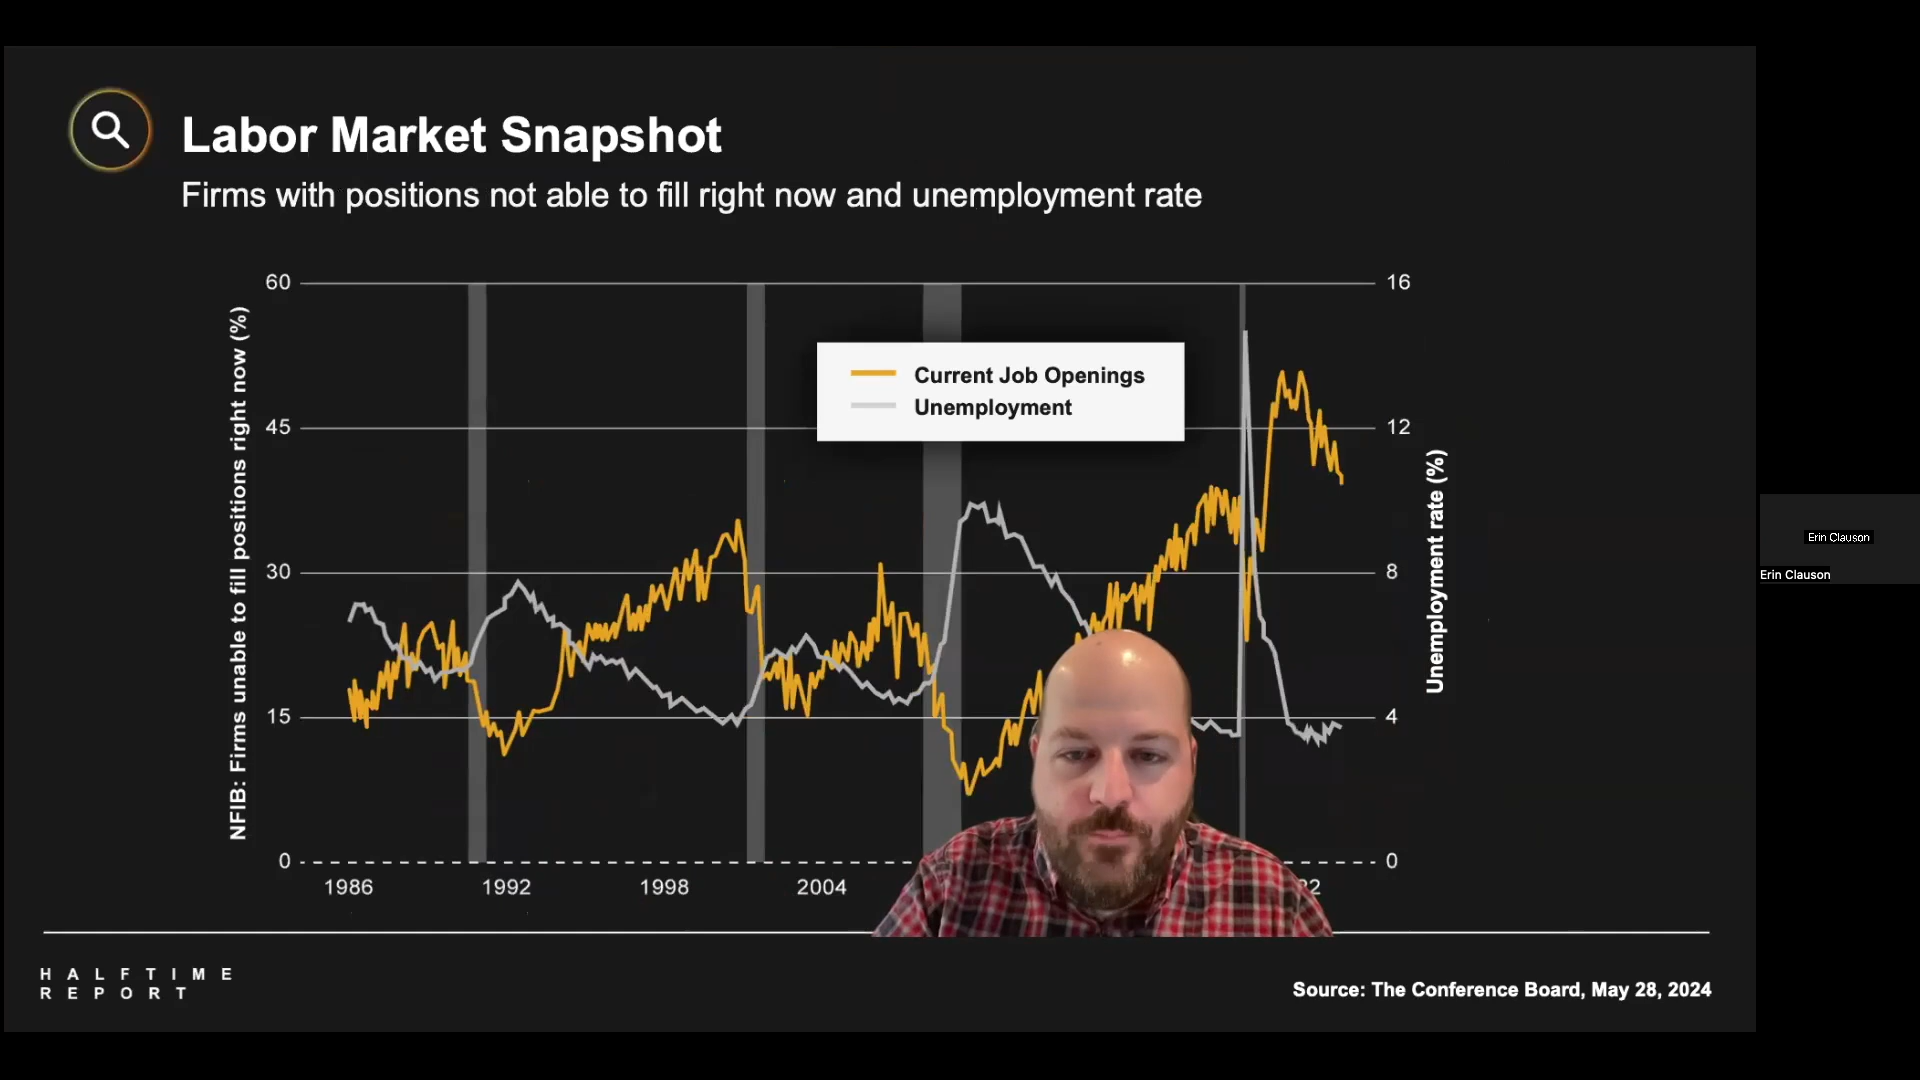 Labor Market Snapshot
Firms with positions not able to fill right now and unemployment rate
NFIB: Firms unable to fill positions right now (%)
60
45
30
15
0
Current Job Openings
Unemployment
16
12
8
4
0
Unemployment rate (%)
1986
1992
1998
2004
HALFTIME
REPORT
Source: The Conference Board, May 28, 2024
Erin Clauson
Erin Clauson